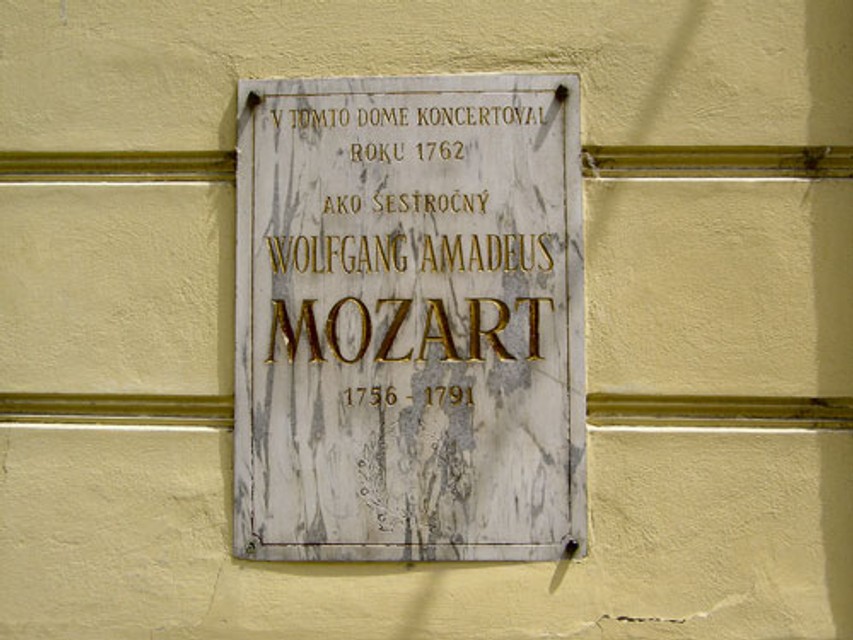 V TOMTO DOME KONCERTOVAL
ROKU 1762
AKO ŠESŤROČNÝ
WOLFGANG AMADEUS
MOZART
1756 - 1791